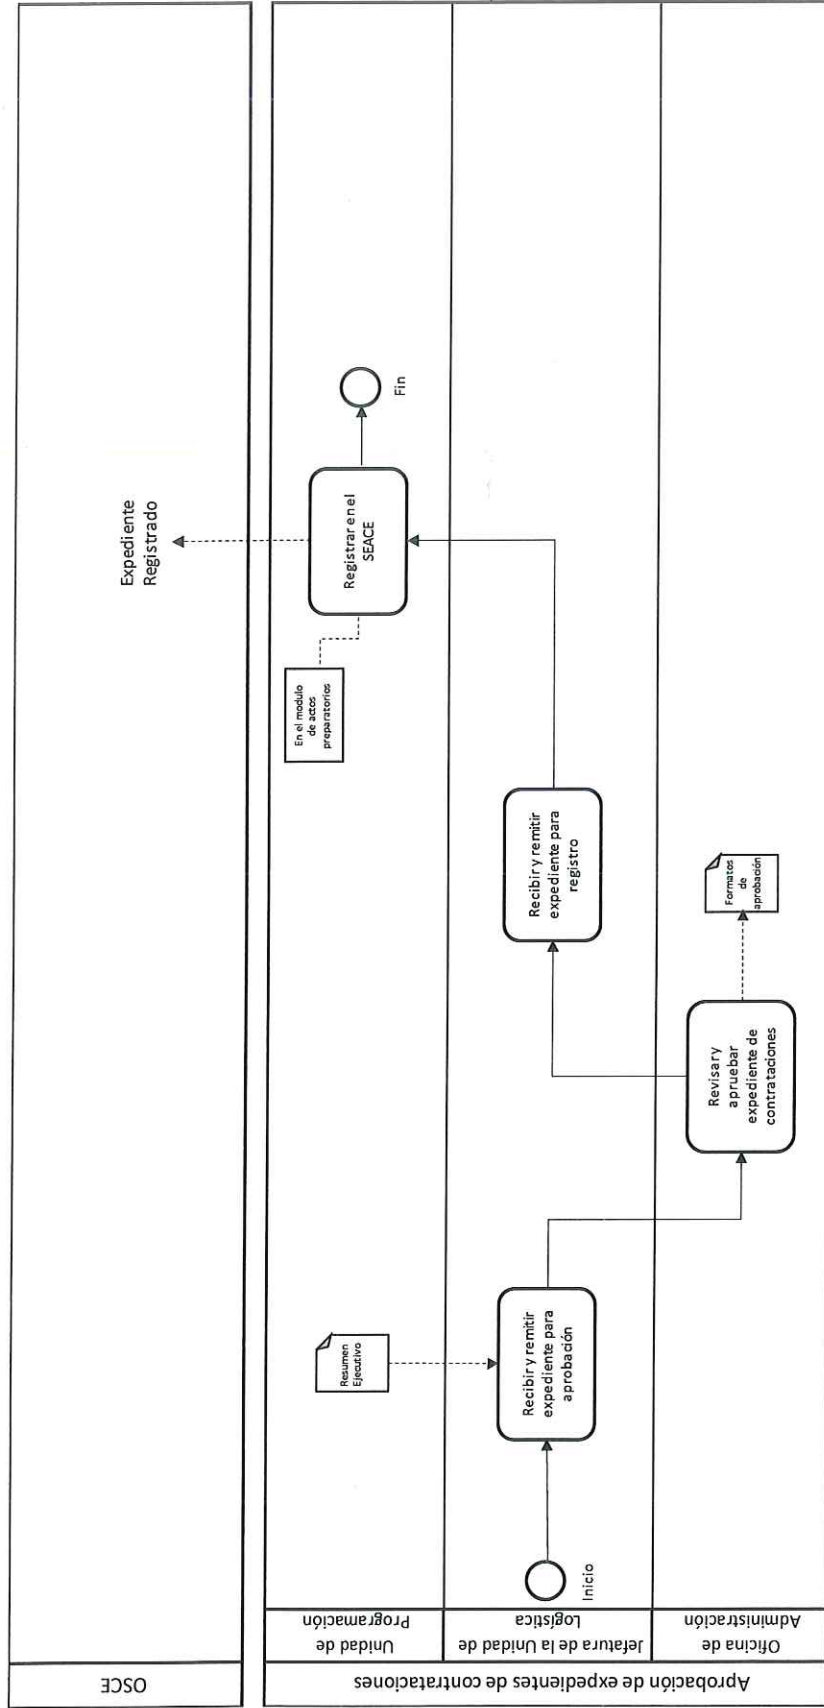 OSCE
Expediente
Registrado
Aprobación de expedientes de contrataciones
Unidad de
Programación
Resumen
Ejecutivo
En el modulo
de actos
preparatorios
Registrar en el
SEACE
Fin
Jefatura de la Unidad de
Logística
Inicio
Recibir y remitir
expediente para
aprobación
Recibir y remitir
expediente para
registro
Oficina de
Administración
Revisar y
apruebar
expediente de
contrataciones
Formatos
de
aprobación